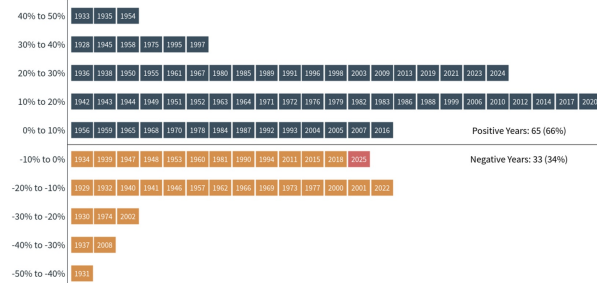 40% to 50% 1933 1935 1954
30% to 40% 1928 1945 1958 1975 1995 1997
20% to 30% 1936 1938 1950 1955 1961 1967 1980 1985 1989 1991 1996 1998 2003 2009 2013 2019 2021 2023 2024
10% to 20% 1942 1943 1944 1949 1951 1952 1963 1964 1971 1972 1976 1979 1982 1983 1986 1988 1999 2006 2010 2012 2014 2017 2020
0% to 10% 1956 1959 1965 1968 1970 1978 1984 1987 1992 1993 2004 2005 2007 2016 Positive Years: 65 (66%)
-10% to 0% 1934 1939 1947 1948 1953 1960 1981 1990 1994 2011 2015 2018 2025 Negative Years: 33 (34%)
-20% to -10% 1929 1932 1940 1941 1946 1957 1962 1966 1969 1973 1977 2000 2001 2022
-30% to -20% 1930 1974 2002
-40% to -30% 1937 2008
-50% to -40% 1931